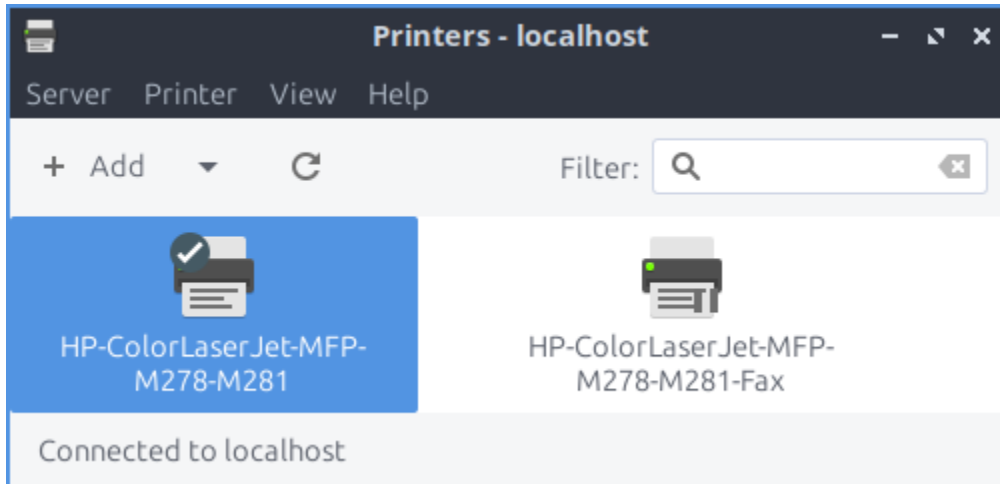 Printers - localhost
Server Printer View Help
+ Add Filter:
HP-ColorLaserJet-MFP-
M278-M281
HP-ColorLaserJet-MFP-
M278-M281-Fax
Connected to localhost